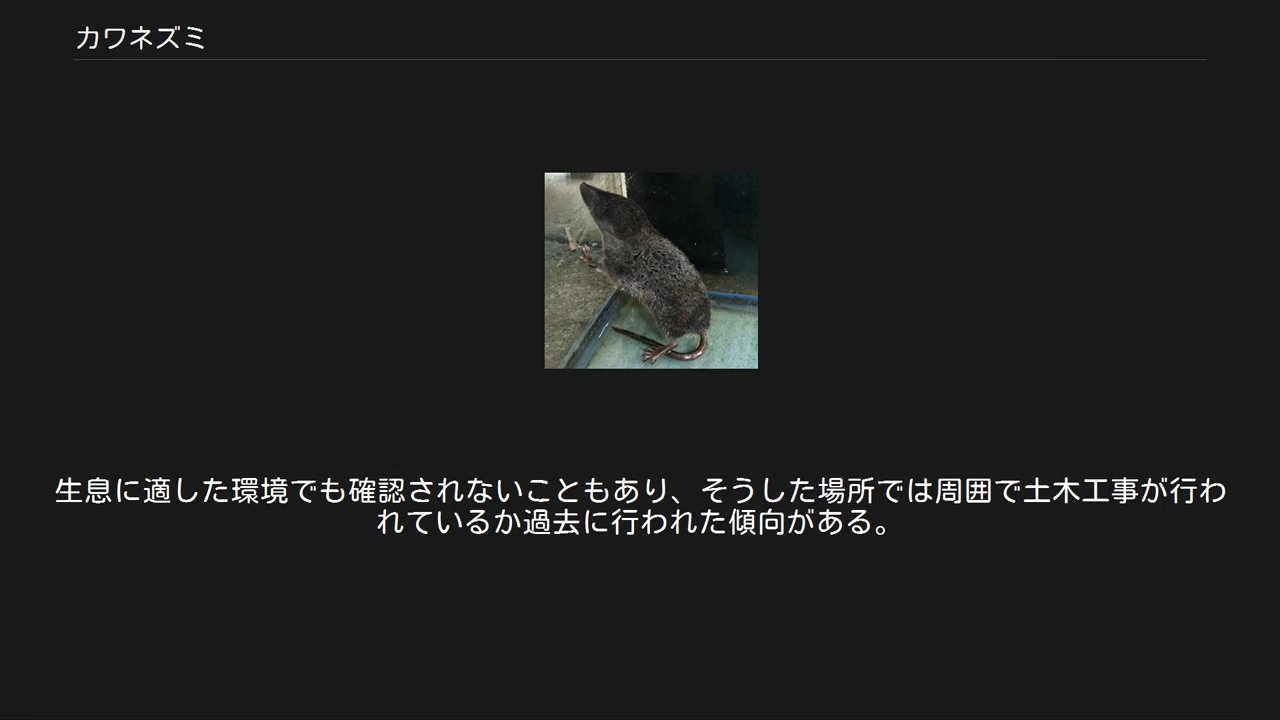 カワネズミ
生息に適した環境でも確認されないこともあり、そうした場所では周囲で土木工事が行わ
れているか過去に行われた傾向がある。